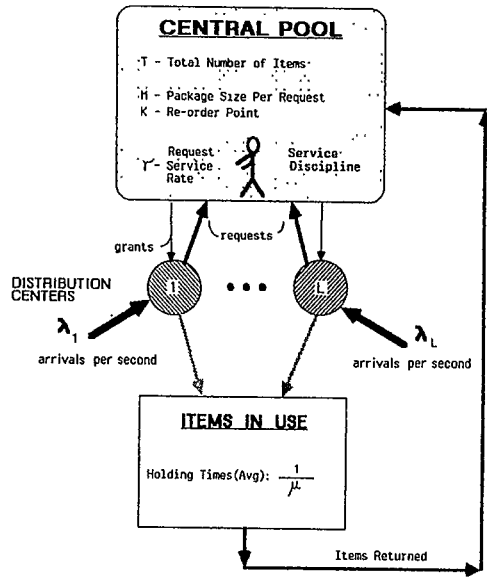 CENTRAL POOL
T - Total Number of Items
M - Package Size Per Request
K - Re-order Point
Request
γ - Service
Rate
Service
Discipline
grants
requests
DISTRIBUTION
CENTERS
1
• • •
L
λ1
arrivals per second
λL
arrivals per second
ITEMS IN USE
Holding Times(Avg): 1/μ
Items Returned